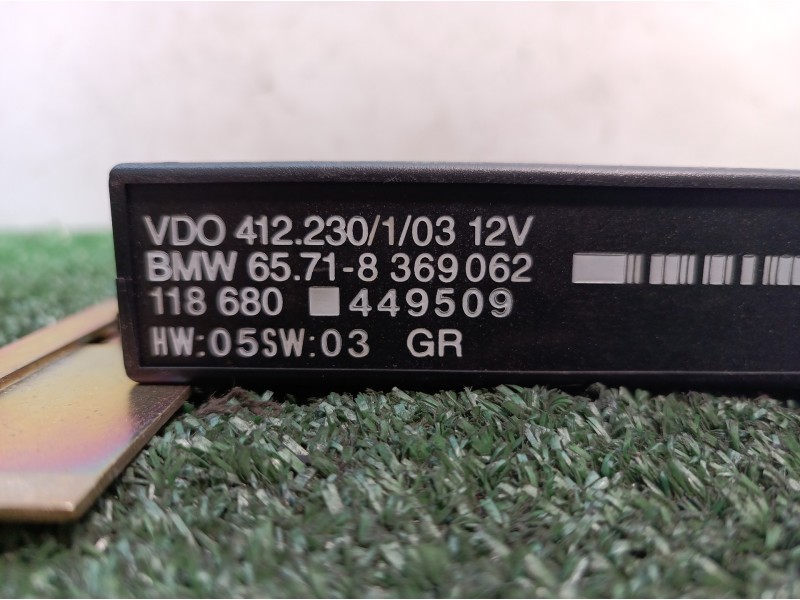 VDO 412.230/1/03 12V
BMW 65.71-8 369062
118 680 449509
HW:05SW:03 GR